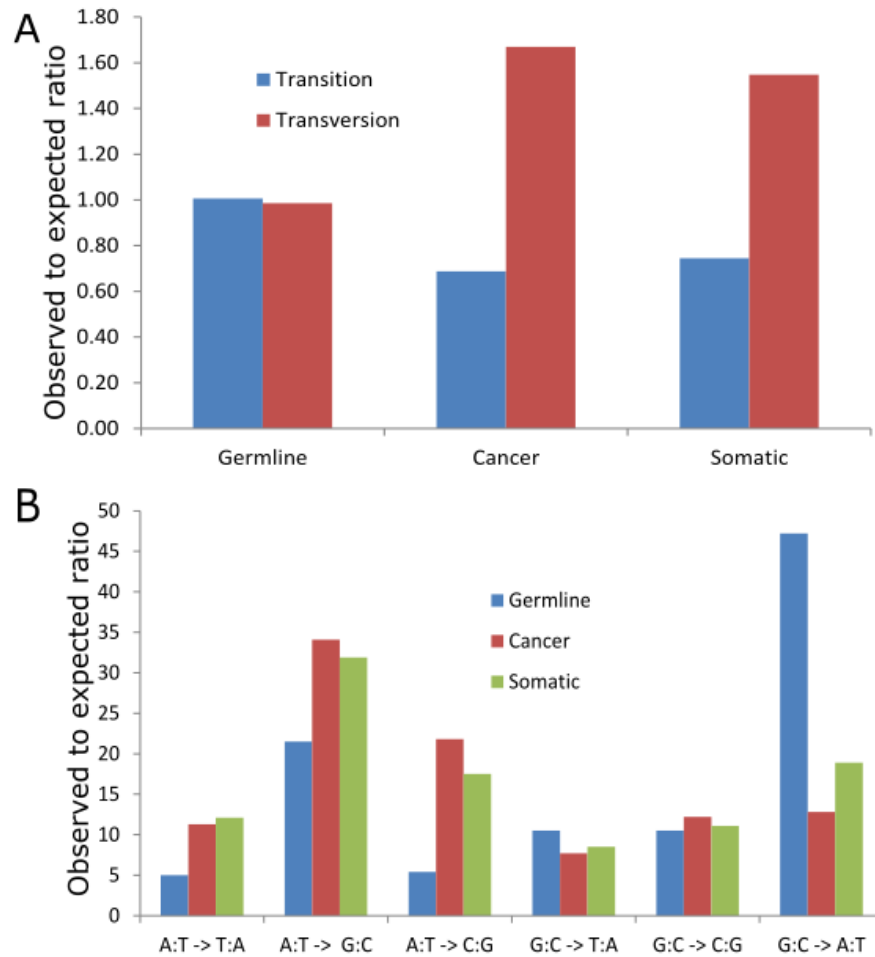 A
Observed to expected ratio
1.80
1.60
1.40
1.20
1.00
0.80
0.60
0.40
0.20
0.00
Transition
Transversion
Germline Cancer Somatic
B
Observed to expected ratio
50
45
40
35
30
25
20
15
10
5
0
Germline
Cancer
Somatic
A:T -> T:A A:T -> G:C A:T -> C:G G:C -> T:A G:C -> C:G G:C -> A:T